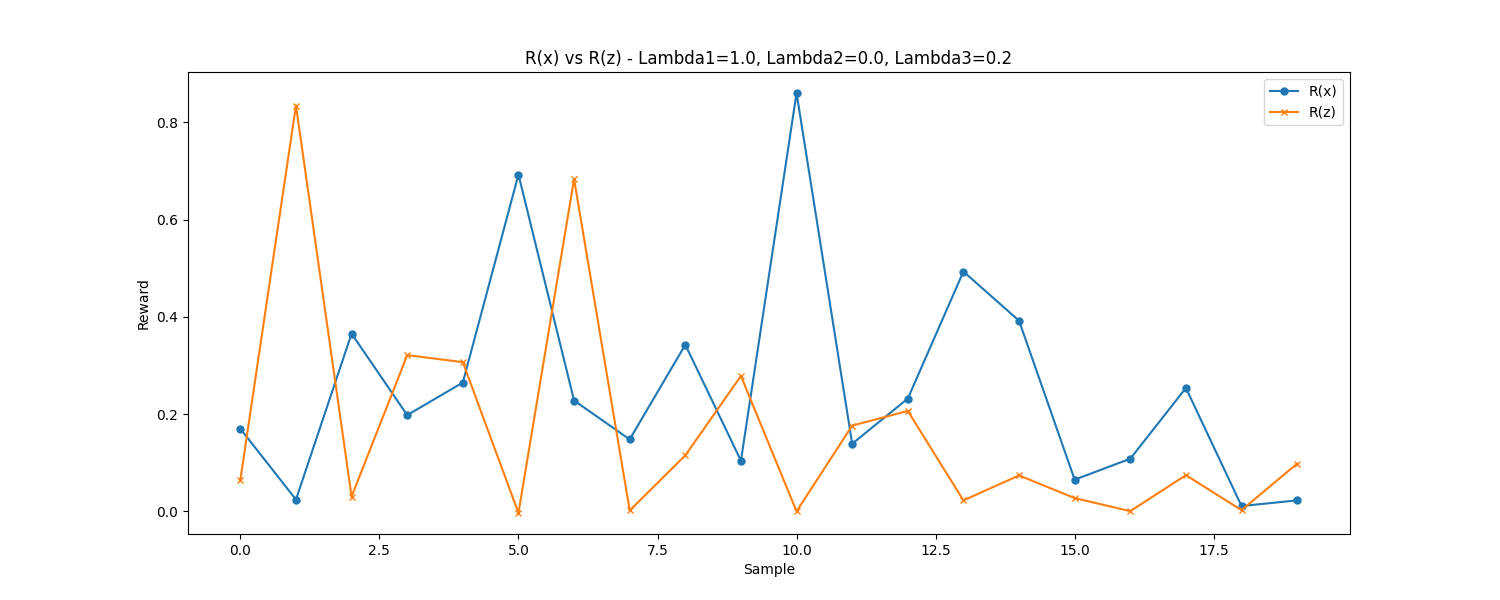 R(x) vs R(z) - Lambda1=1.0, Lambda2=0.0, Lambda3=0.2
R(x)
R(z)
0.8
0.6
0.4
0.2
0.0
Reward
0.0 2.5 5.0 7.5 10.0 12.5 15.0 17.5
Sample